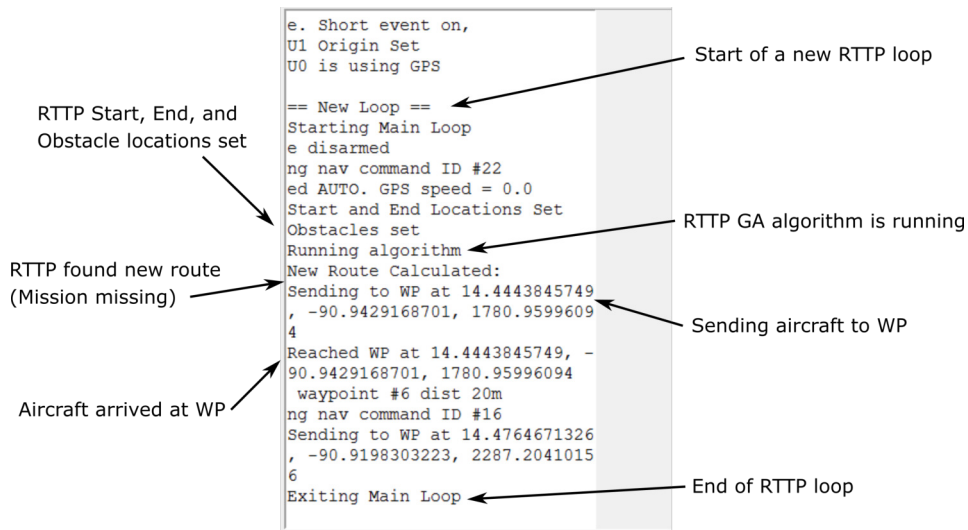 e. Short event on,
U1 Origin Set
U0 is using GPS
Start of a new RTTP loop
== New Loop ==
RTTP Start, End, and
Obstacle locations set
Starting Main Loop
e disarmed
ng nav command ID #22
ed AUTO. GPS speed = 0.0
Start and End Locations Set
Obstacles set
RTTP GA algorithm is running
Running algorithm
RTTP found new route
(Mission missing)
New Route Calculated:
Sending to WP at 14.4443845749
, -90.9429168701, 1780.9599609
4
Sending aircraft to WP
Reached WP at 14.4443845749, -
90.9429168701, 1780.95996094
Aircraft arrived at WP
waypoint #6 dist 20m
ng nav command ID #16
Sending to WP at 14.4764671326
, -90.9198303223, 2287.2041015
6
Exiting Main Loop
End of RTTP loop